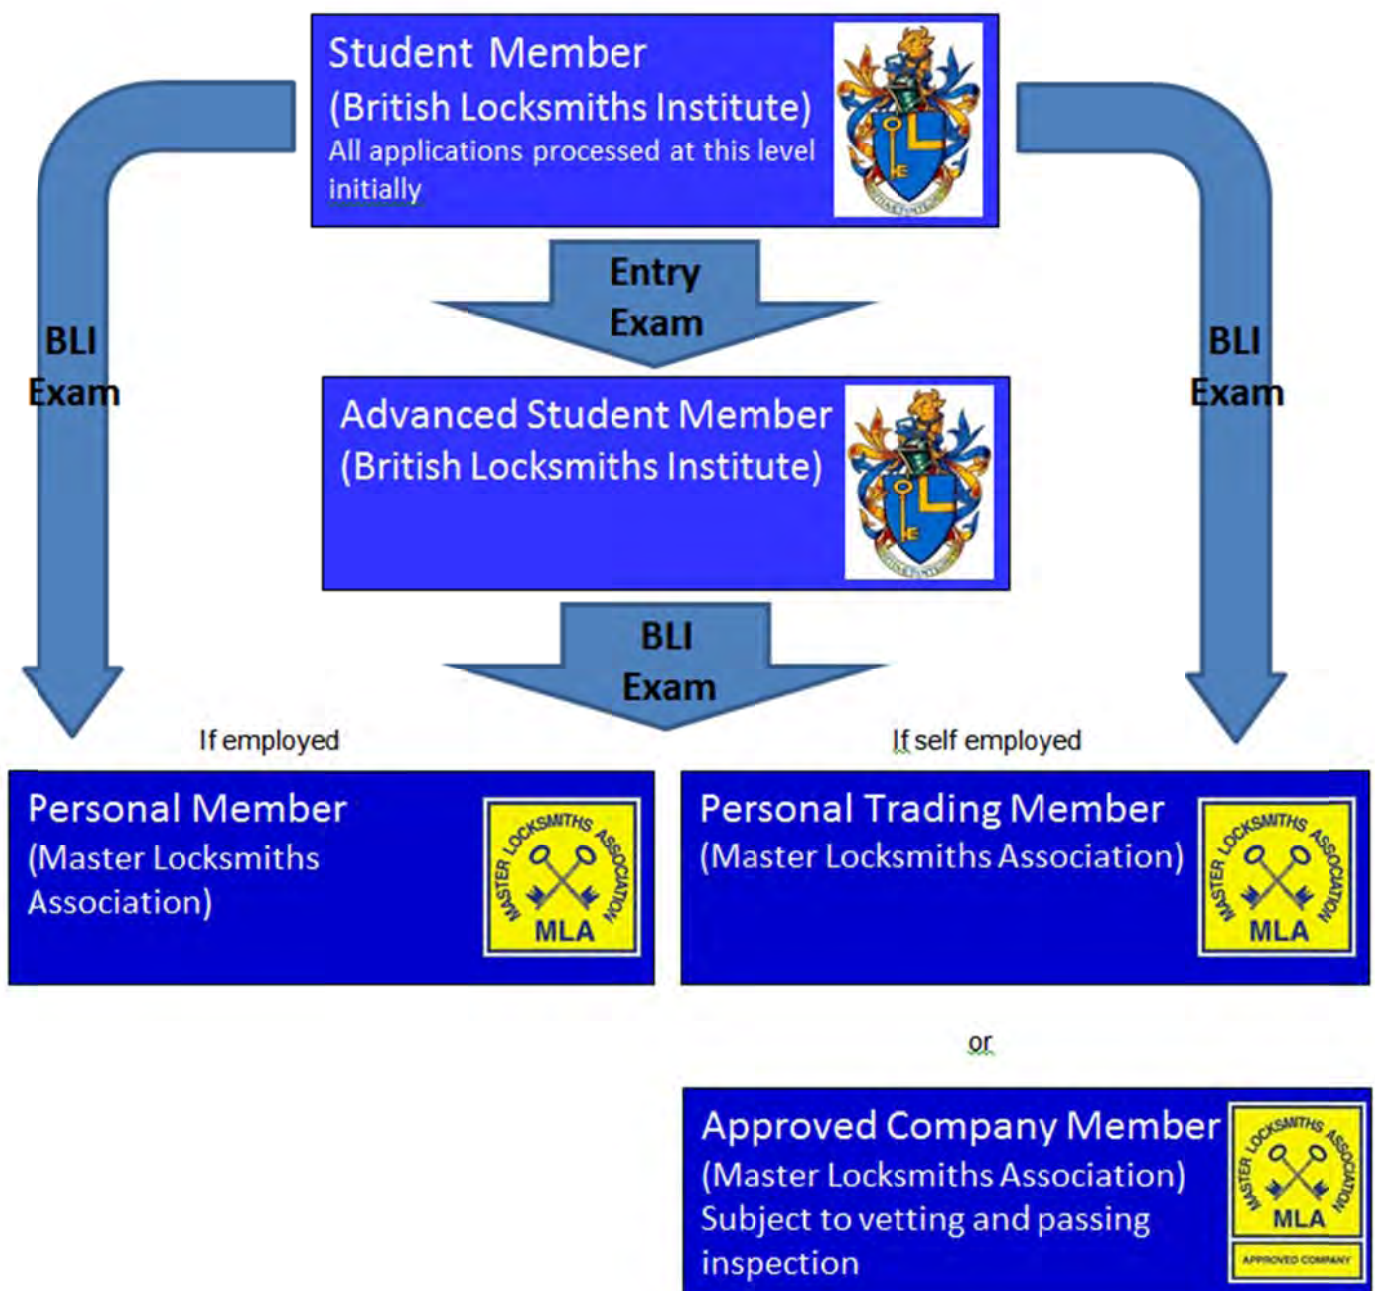 Student Member
(British Locksmiths Institute)
All applications processed at this level
initially
Entry
Exam
BLI
Exam
BLI
Exam
Advanced Student Member
(British Locksmiths Institute)
BLI
Exam
If employed
If self employed
Personal Member
(Master Locksmiths
Association)
MASTER LOCKSMITHS ASSOCIATION
MLA
Personal Trading Member
(Master Locksmiths Association)
MASTER LOCKSMITHS ASSOCIATION
MLA
or
Approved Company Member
(Master Locksmiths Association)
Subject to vetting and passing
inspection
MASTER LOCKSMITHS ASSOCIATION
MLA
APPROVED COMPANY